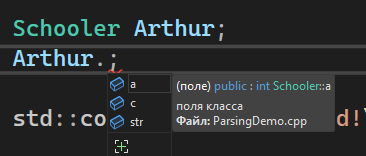 Schooler Arthur;
Arthur.;
a
c
str
(поле) public : int Schooler::a
поля класса
Файл: ParsingDemo.cpp
std::co
d!\